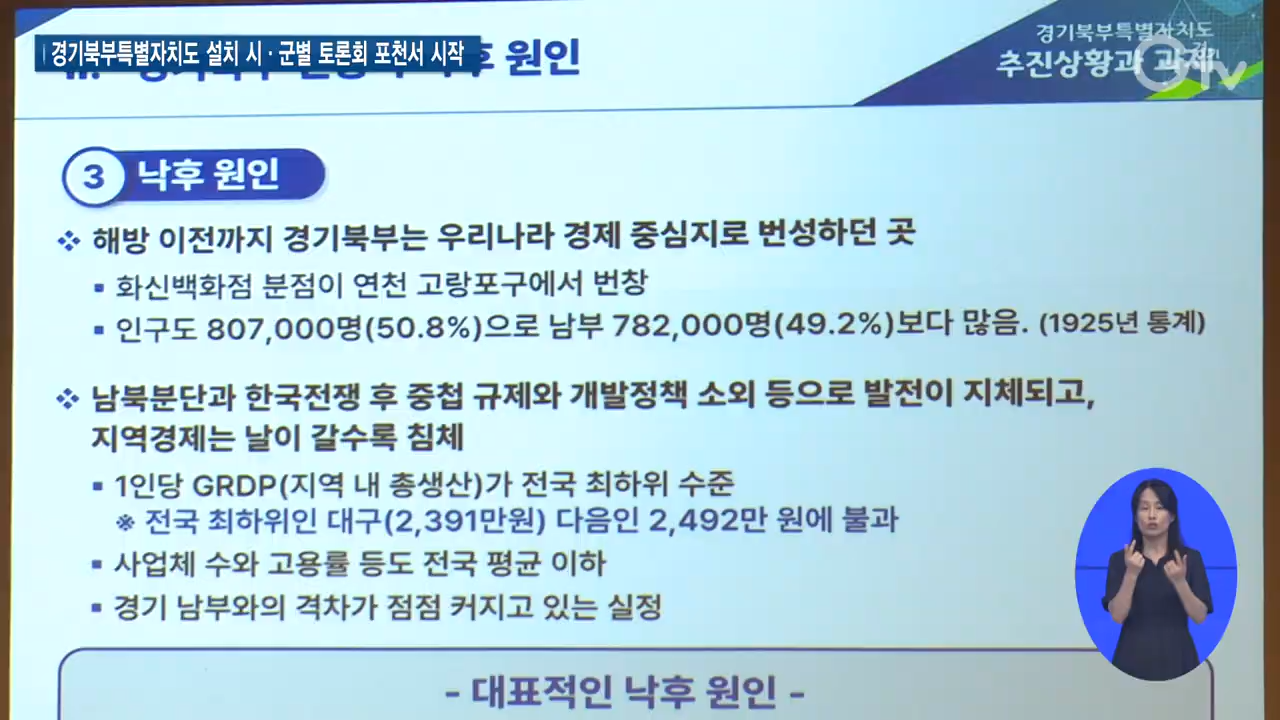 경기북부특별자치도 설치 시·군별 토론회 포천서 시작
원인
경기북부특별자치도
추진상황과 과제
GTV
3 낙후 원인
❖ 해방 이전까지 경기북부는 우리나라 경제 중심지로 번성하던 곳
▪ 화신백화점 분점이 연천 고랑포구에서 번창
▪ 인구도 807,000명(50.8%)으로 남부 782,000명(49.2%)보다 많음. (1925년 통계)
❖ 남북분단과 한국전쟁 후 중첩 규제와 개발정책 소외 등으로 발전이 지체되고,
지역경제는 날이 갈수록 침체
▪ 1인당 GRDP(지역 내 총생산)가 전국 최하위 수준
※ 전국 최하위인 대구(2,391만원) 다음인 2,492만 원에 불과
▪ 사업체 수와 고용률 등도 전국 평균 이하
▪ 경기 남부와의 격차가 점점 커지고 있는 실정
- 대표적인 낙후 원인 -